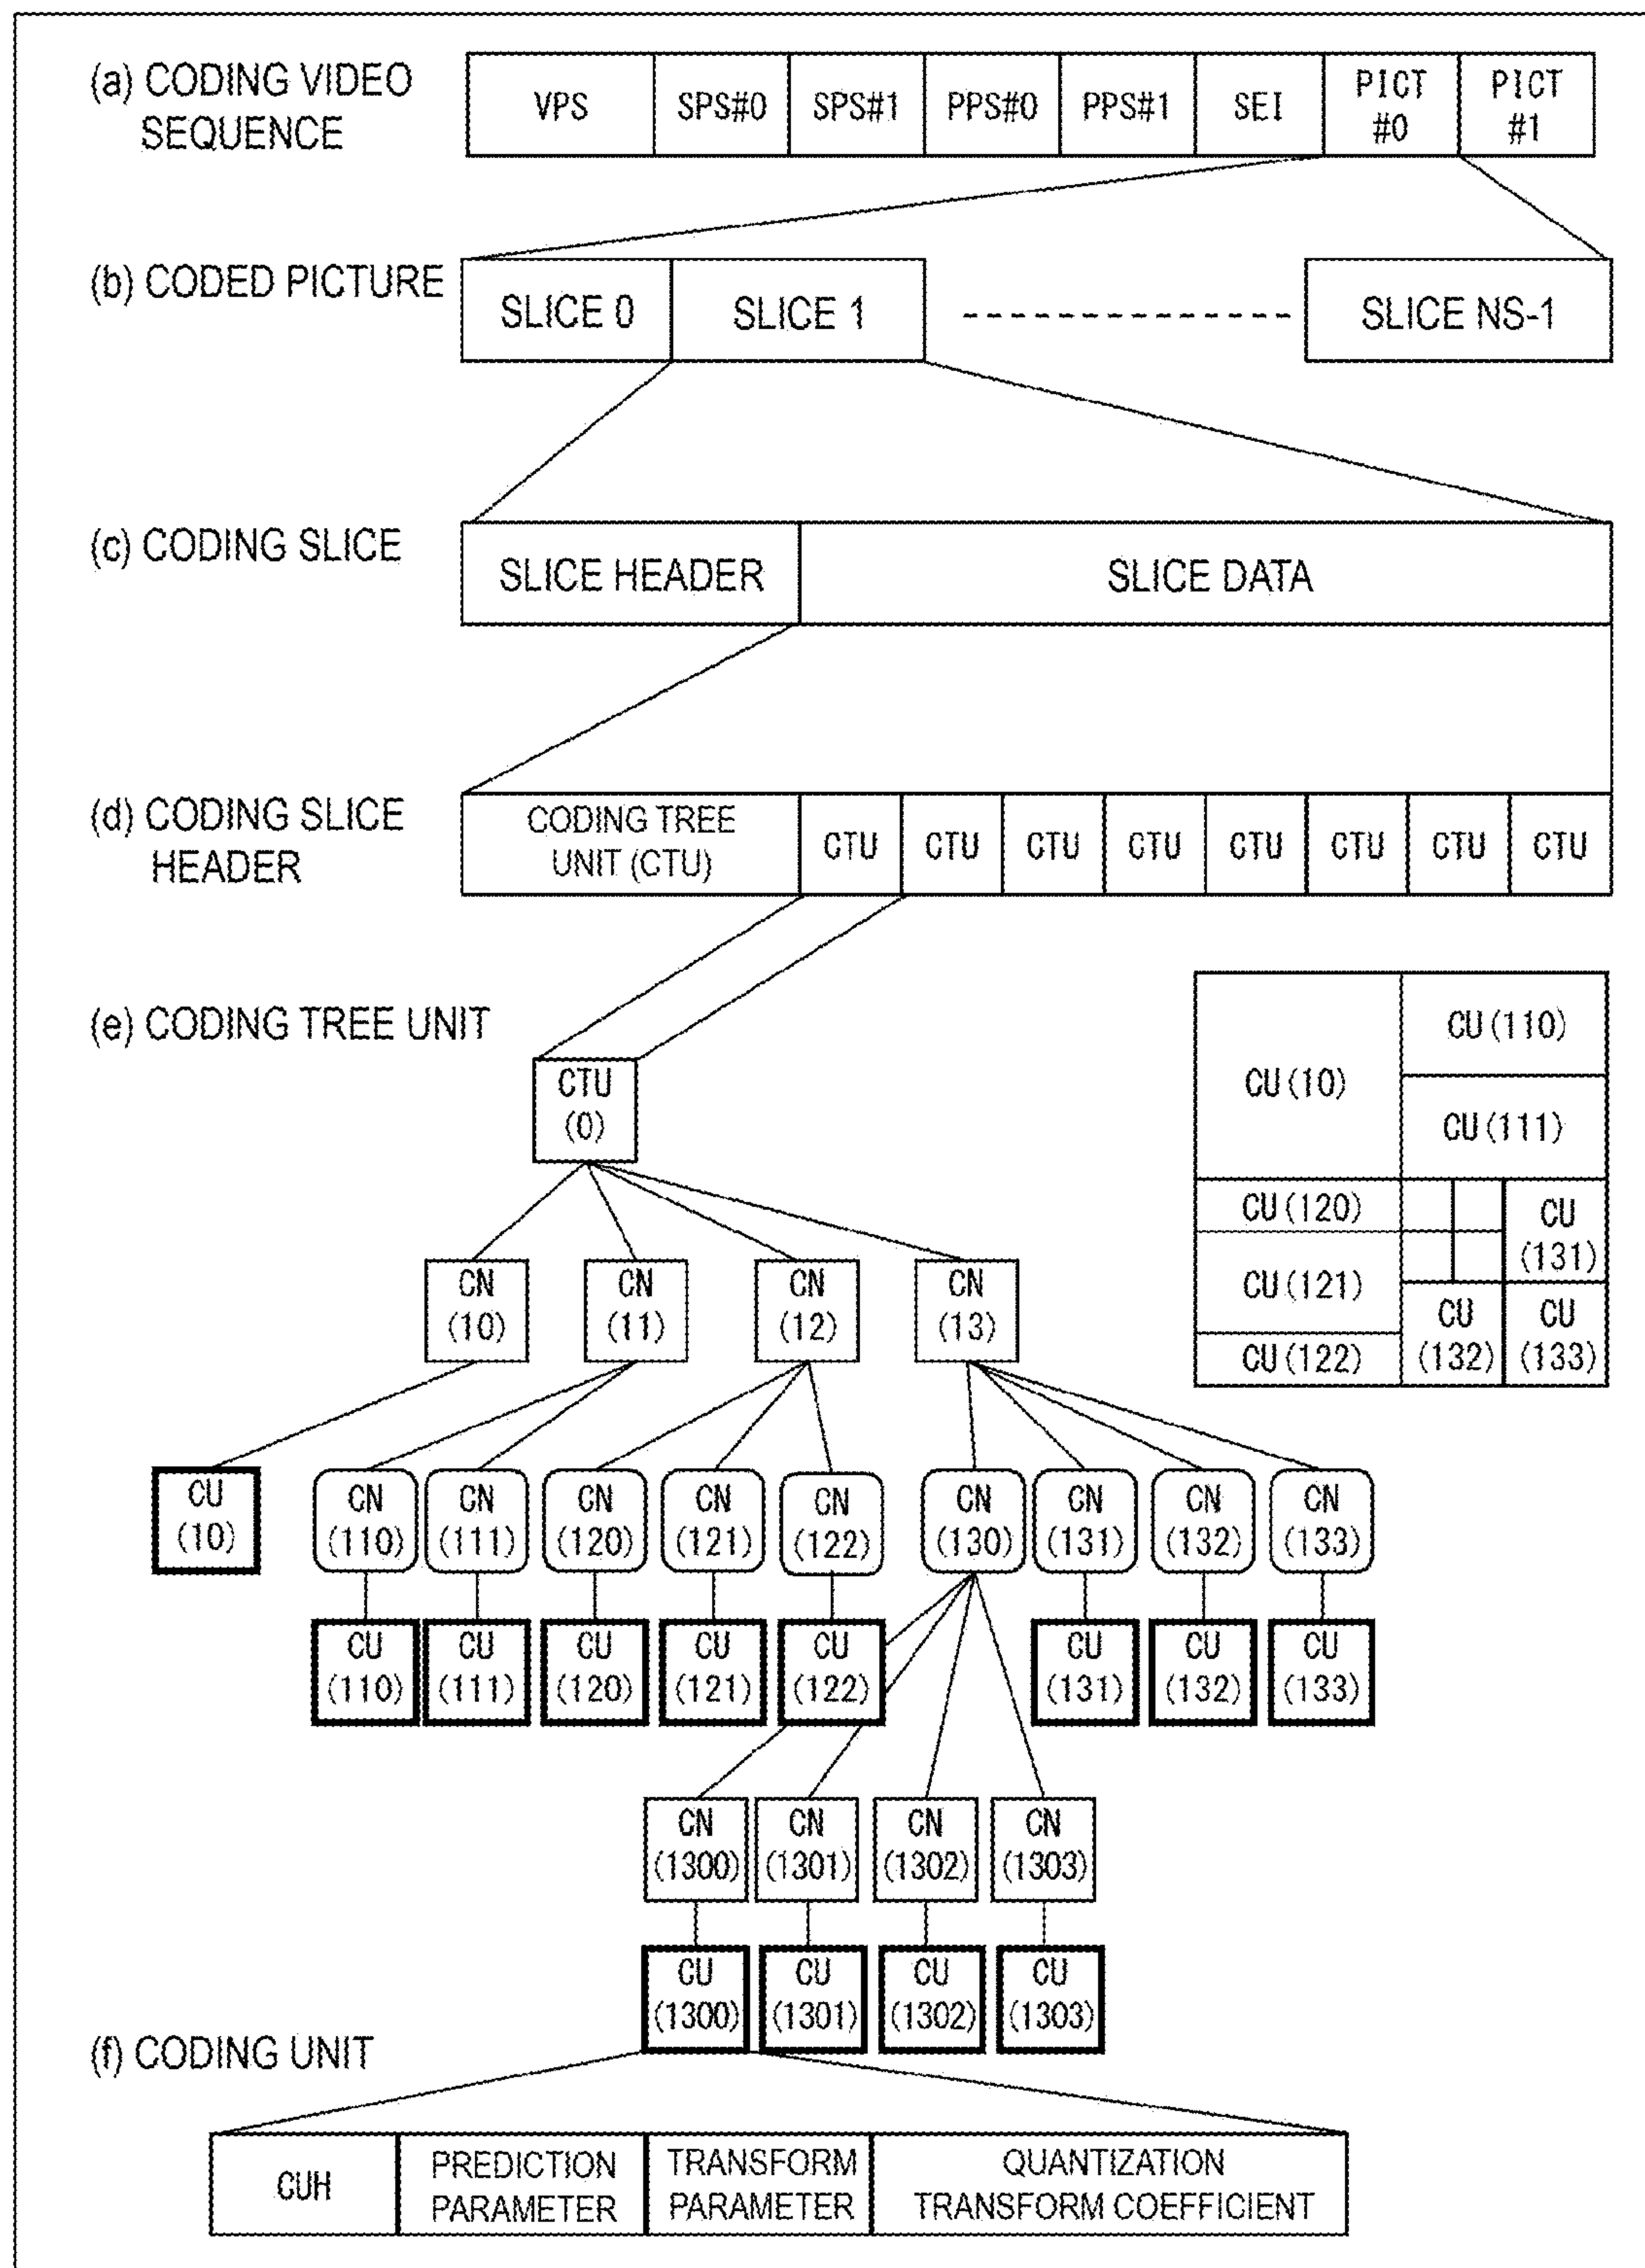 (a) CODING VIDEO
SEQUENCE
VPS
SPS#0
SPS#1
PPS#0
PPS#1
SEI
PICT
#0
PICT
#1
(b) CODED PICTURE
SLICE 0
SLICE 1
SLICE NS-1
(c) CODING SLICE
SLICE HEADER
SLICE DATA
(d) CODING SLICE
HEADER
CODING TREE
UNIT (CTU)
CTU
CTU
CTU
CTU
CTU
CTU
CTU
CTU
(e) CODING TREE UNIT
CTU
(0)
CU(10)
CU(110)
CU(111)
CU(120)
CU(121)
CU(122)
CU
(131)
CU
(132)
CU
(133)
CN
(10)
CN
(11)
CN
(12)
CN
(13)
CU
(10)
CN
(110)
CN
(111)
CN
(120)
CN
(121)
CN
(122)
CN
(130)
CN
(131)
CN
(132)
CN
(133)
CU
(110)
CU
(111)
CU
(120)
CU
(121)
CU
(122)
CU
(131)
CU
(132)
CU
(133)
CN
(1300)
CN
(1301)
CN
(1302)
CN
(1303)
CU
(1300)
CU
(1301)
CU
(1302)
CU
(1303)
(f) CODING UNIT
CUH
PREDICTION
PARAMETER
TRANSFORM
PARAMETER
QUANTIZATION
TRANSFORM COEFFICIENT